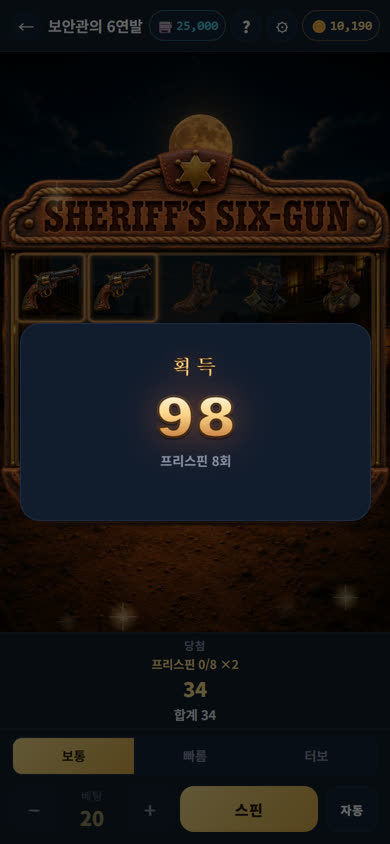 ← 보안관의 6연발 25,000 ? 10,190
SHERIFF'S SIX-GUN
획득
98
프리스핀 8회
당첨
프리스핀 0/8 ×2
34
합계 34
보통 빠름 터보
베팅
− 20 + 스핀 자동